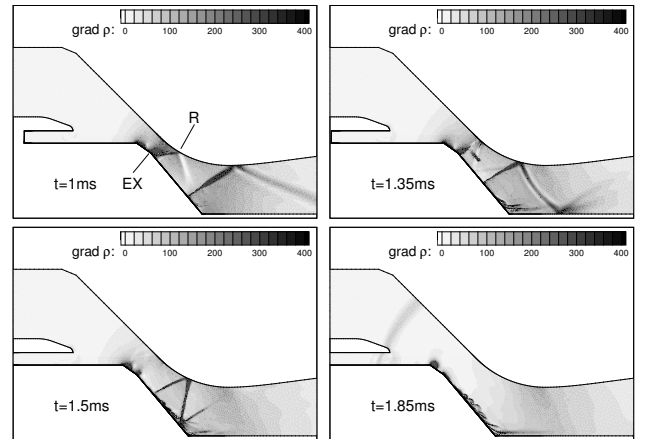 grad ρ: 0 100 200 300 400
R
EX
t=1ms
grad ρ: 0 100 200 300 400
t=1.35ms
grad ρ: 0 100 200 300 400
t=1.5ms
grad ρ: 0 100 200 300 400
t=1.85ms